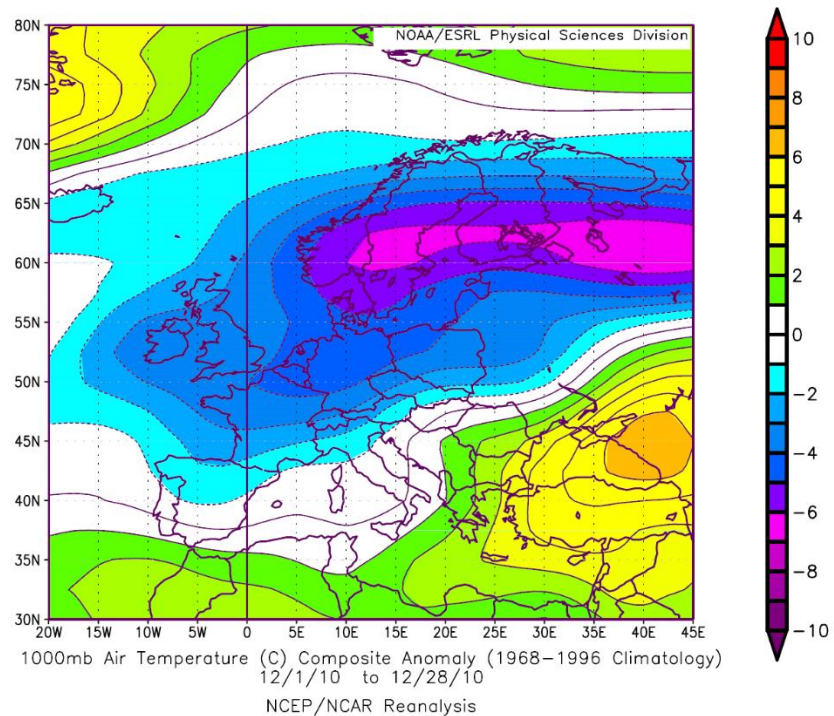 NOAA/ESRL Physical Sciences Division
80N
75N
70N
65N
60N
55N
50N
45N
40N
35N
30N
20W 15W 10W 5W 0 5E 10E 15E 20E 25E 30E 35E 40E 45E
10
8
6
4
2
0
-2
-4
-6
-8
-10
1000mb Air Temperature (C) Composite Anomaly (1968-1996 Climatology)
12/1/10 to 12/28/10
NCEP/NCAR Reanalysis